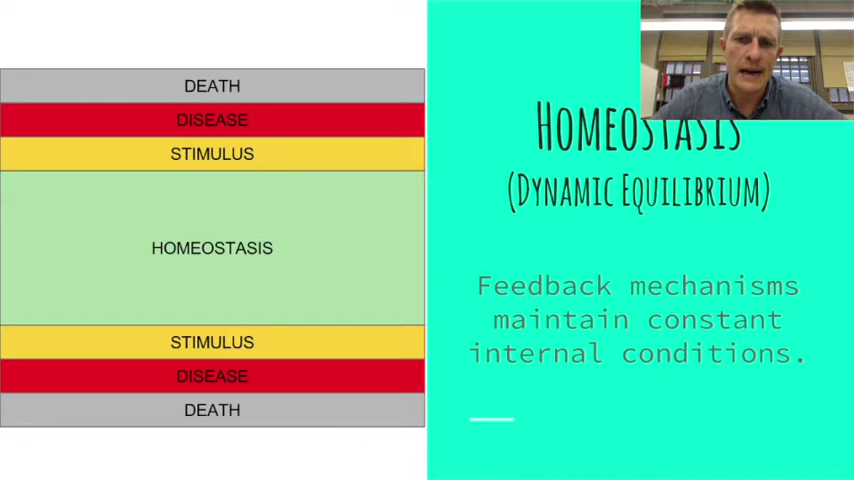 DEATH
DISEASE
STIMULUS
HOMEOSTASIS
STIMULUS
DISEASE
DEATH
HOMEOSTASIS
(DYNAMIC EQUILIBRIUM)
Feedback mechanisms
maintain constant
internal conditions.